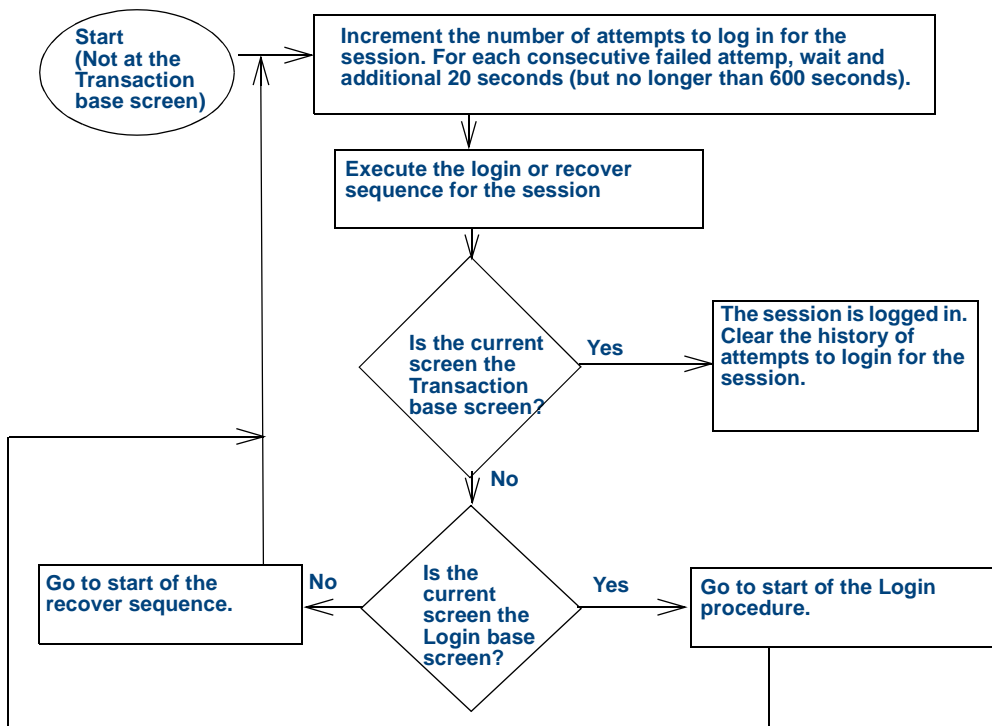 Start
(Not at the
Transaction
base screen)
Increment the number of attempts to log in for the
session. For each consecutive failed attemp, wait and
additional 20 seconds (but no longer than 600 seconds).
Execute the login or recover
sequence for the session
Is the current
screen the
Transaction
base screen?
Yes
The session is logged in.
Clear the history of
attempts to login for the
session.
No
Is the
current
screen the
Login base
screen?
No
Go to start of the
recover sequence.
Yes
Go to start of the Login
procedure.